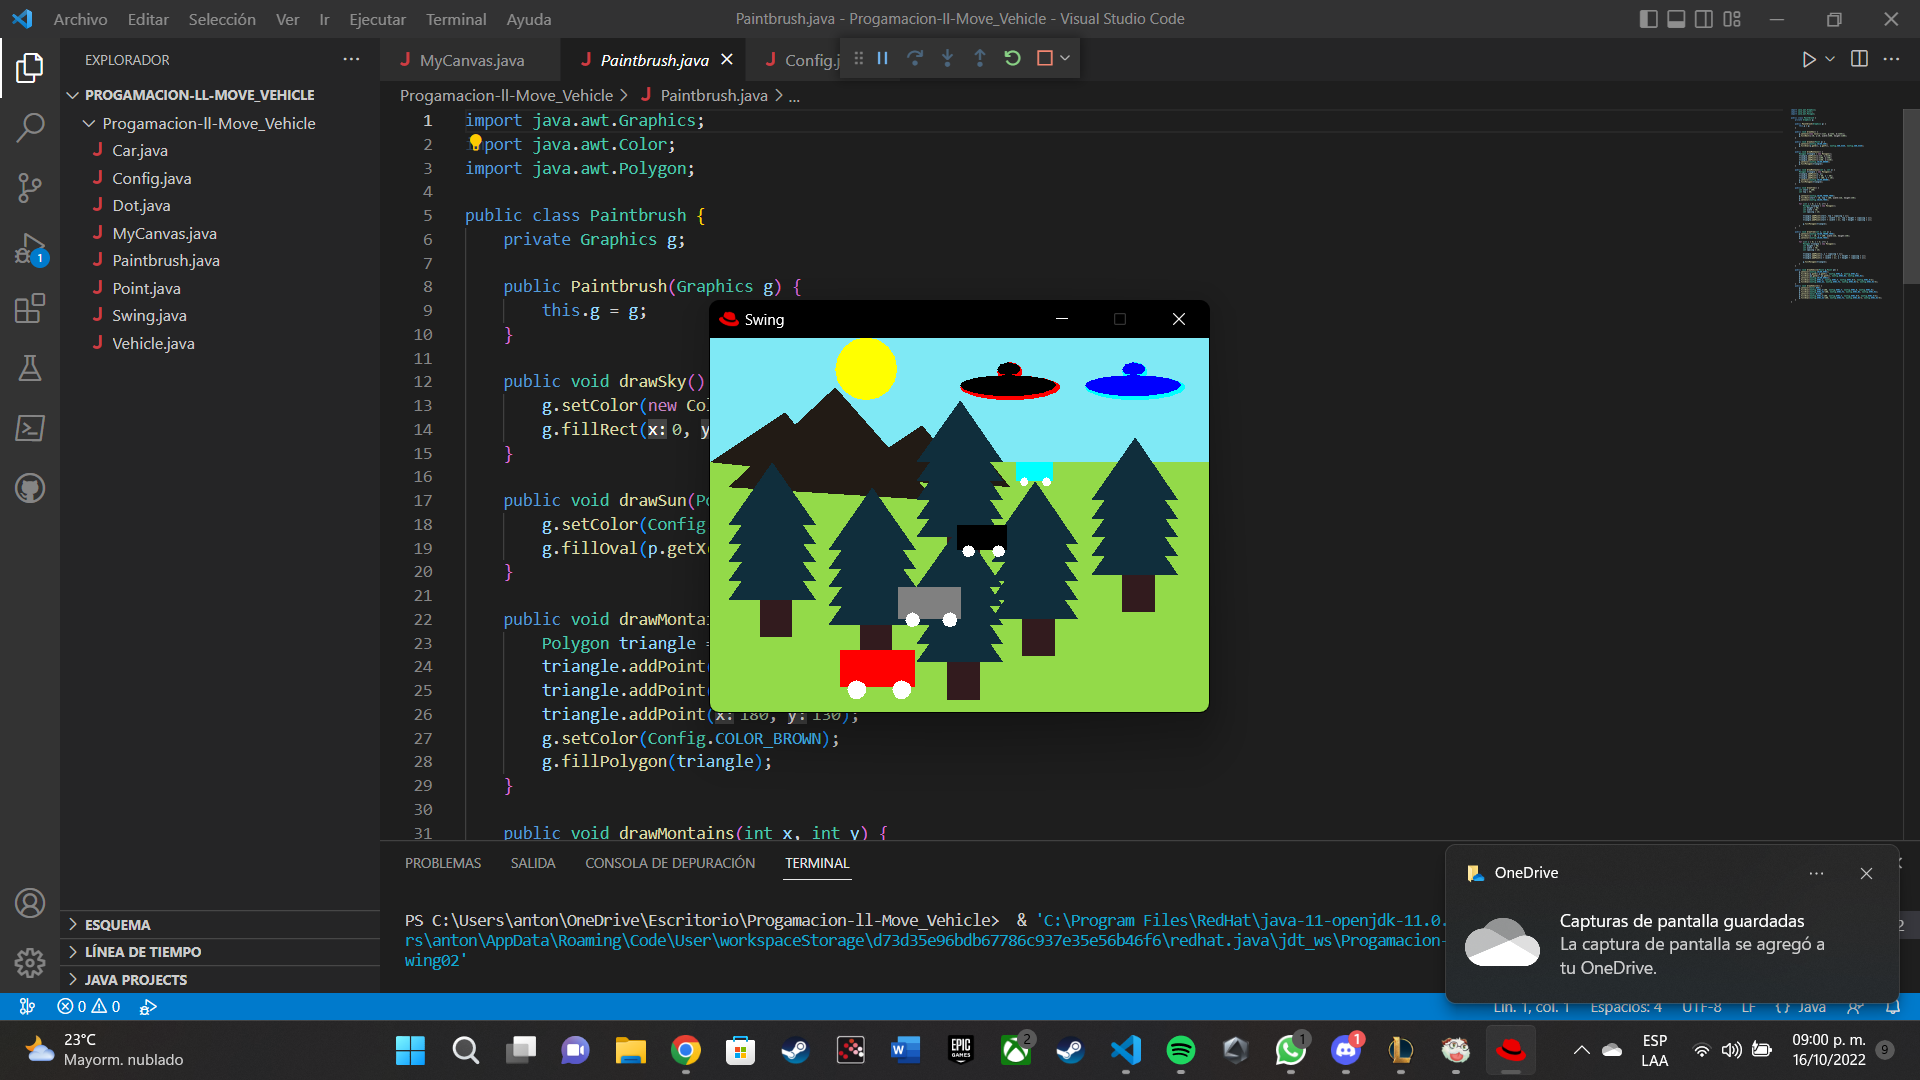 Archivo Editar Selección Ver Ir Ejecutar Terminal Ayuda
Paintbrush.java - Progamacion-ll-Move_Vehicle - Visual Studio Code
EXPLORADOR
PROGAMACION-LL-MOVE_VEHICLE
Progamacion-ll-Move_Vehicle
Car.java
Config.java
Dot.java
MyCanvas.java
Paintbrush.java
Point.java
Swing.java
Vehicle.java
1
ESQUEMA
LÍNEA DE TIEMPO
JAVA PROJECTS
MyCanvas.java
Paintbrush.java
Config.j
Progamacion-ll-Move_Vehicle > Paintbrush.java > ...
1 import java.awt.Graphics;
2 import java.awt.Color;
3 import java.awt.Polygon;
4
5 public class Paintbrush {
6 private Graphics g;
7
8 public Paintbrush(Graphics g) {
9 this.g = g;
10 }
11
12 public void drawSky()
13 g.setColor(new Col
14 g.fillRect(x: 0, y
15 }
16
17 public void drawSun(Po
18 g.setColor(Config
19 g.fillOval(p.getX
20 }
21
22 public void drawMontai
23 Polygon triangle =
24 triangle.addPoint(
25 triangle.addPoint(
26 triangle.addPoint(x: 180, y: 130);
27 g.setColor(Config.COLOR_BROWN);
28 g.fillPolygon(triangle);
29 }
30
31 public void drawMontains(int x, int y) {
Swing
PROBLEMAS SALIDA CONSOLA DE DEPURACIÓN TERMINAL
PS C:\Users\anton\OneDrive\Escritorio\Progamacion-ll-Move_Vehicle> & 'C:\Program Files\RedHat\java-11-openjdk-11.0.
rs\anton\AppData\Roaming\Code\User\workspaceStorage\d73d35e96bdb67786c937e35e56b46f6\redhat.java\jdt_ws\Progamacion-
wing02'
OneDrive
Capturas de pantalla guardadas
La captura de pantalla se agregó a
tu OneDrive.
0 0
Lín. 1, col. 1 Espacios: 4 UTF-8 LF {} Java
23°C
Mayorm. nublado
EPIC GAMES
2
1
1
ESP
LAA
09:00 p. m.
16/10/2022
9